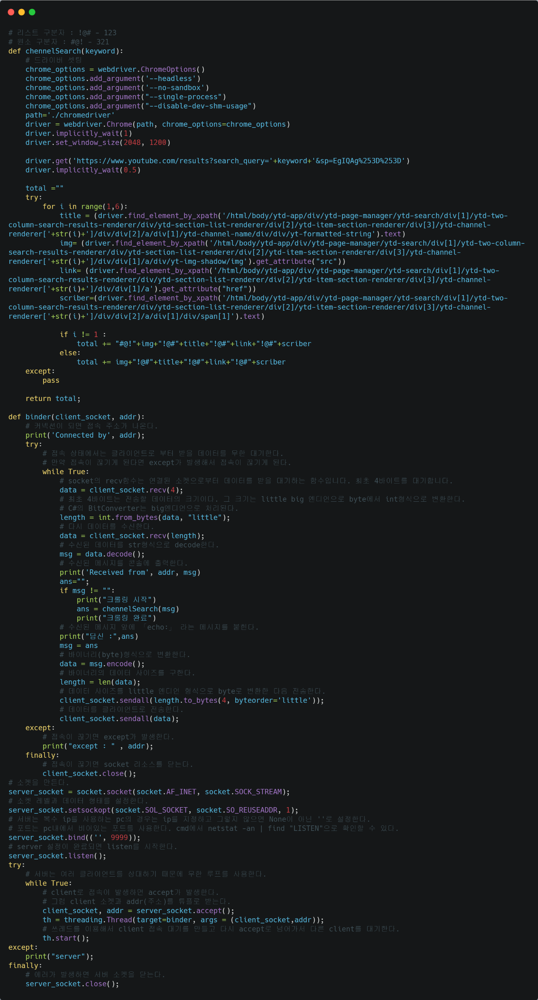 # 리스트 구분자 : !@# - 123
# 원소 구분자 : #@! - 321
def chennelSearch(keyword):
    # 드라이버 셋팅
    chrome_options = webdriver.ChromeOptions()
    chrome_options.add_argument('--headless')
    chrome_options.add_argument('--no-sandbox')
    chrome_options.add_argument("--single-process")
    chrome_options.add_argument("--disable-dev-shm-usage")
    path='./chromedriver'
    driver = webdriver.Chrome(path, chrome_options=chrome_options)
    driver.implicitly_wait(1)
    driver.set_window_size(2048, 1200)

    driver.get('https://www.youtube.com/results?search_query='+keyword+'&sp=EgIQAg%253D%253D')
    driver.implicitly_wait(0.5)

    total =""
    try:
        for i in range(1,6):
            title = (driver.find_element_by_xpath('/html/body/ytd-app/div/ytd-page-manager/ytd-search/div[1]/ytd-two-
column-search-results-renderer/div/ytd-section-list-renderer/div[2]/ytd-item-section-renderer/div[3]/ytd-channel-
renderer['+str(i)+']/div/div[2]/a/div[1]/ytd-channel-name/div/div/yt-formatted-string').text)
            img= (driver.find_element_by_xpath('/html/body/ytd-app/div/ytd-page-manager/ytd-search/div[1]/ytd-two-column-
search-results-renderer/div/ytd-section-list-renderer/div[2]/ytd-item-section-renderer/div[3]/ytd-channel-
renderer['+str(i)+']/div/div[1]/a/div/yt-img-shadow/img').get_attribute("src"))
            link= (driver.find_element_by_xpath('/html/body/ytd-app/div/ytd-page-manager/ytd-search/div[1]/ytd-two-
column-search-results-renderer/div/ytd-section-list-renderer/div[2]/ytd-item-section-renderer/div[3]/ytd-channel-
renderer['+str(i)+']/div/div[1]/a').get_attribute("href"))
            scriber=(driver.find_element_by_xpath('/html/body/ytd-app/div/ytd-page-manager/ytd-search/div[1]/ytd-two-
column-search-results-renderer/div/ytd-section-list-renderer/div[2]/ytd-item-section-renderer/div[3]/ytd-channel-
renderer['+str(i)+']/div/div[2]/a/div[1]/div/span[1]').text)

            if i != 1 :
                total += "#@!"+img+"!@#"+title+"!@#"+link+"!@#"+scriber
            else:
                total += img+"!@#"+title+"!@#"+link+"!@#"+scriber
    except:
        pass

    return total;

def binder(client_socket, addr):
    # 커넥션이 되면 접속 주소가 나온다.
    print('Connected by', addr);
    try:
        # 접속 상태에서는 클라이언트로 부터 받을 데이터를 무한 대기한다.
        # 만약 접속이 끊기게 된다면 except가 발생해서 접속이 끊기게 된다.
        while True:
            # socket의 recv함수는 연결된 소켓으로부터 데이터를 받을 대기하는 함수입니다. 최초 4바이트를 대기합니다.
            data = client_socket.recv(4);
            # 최초 4바이트는 전송할 데이터의 크기이다. 그 크기는 little big 엔디언으로 byte에서 int형식으로 변환한다.
            # C#의 BitConverter는 big엔디언으로 처리된다.
            length = int.from_bytes(data, "little");
            # 다시 데이터를 수신한다.
            data = client_socket.recv(length);
            # 수신된 데이터를 str형식으로 decode한다.
            msg = data.decode();
            # 수신된 메시지를 콘솔에 출력한다.
            print('Received from', addr, msg)
            ans="";
            if msg != "":
                print("크롤링 시작")
                ans = chennelSearch(msg)
                print("크롤링 완료")
            # 수신된 메시지 앞에 「echo:」 라는 메시지를 붙힌다.
            print("답신 :",ans)
            msg = ans
            # 바이너리(byte)형식으로 변환한다.
            data = msg.encode();
            # 바이너리의 데이터 사이즈를 구한다.
            length = len(data);
            # 데이터 사이즈를 little 엔디언 형식으로 byte로 변환한 다음 전송한다.
            client_socket.sendall(length.to_bytes(4, byteorder='little'));
            # 데이터를 클라이언트로 전송한다.
            client_socket.sendall(data);
    except:
        # 접속이 끊기면 except가 발생한다.
        print("except : " , addr);
    finally:
        # 접속이 끊기면 socket 리소스를 닫는다.
        client_socket.close();
# 소켓을 만든다.
server_socket = socket.socket(socket.AF_INET, socket.SOCK_STREAM);
# 소켓 레벨과 데이터 형태를 설정한다.
server_socket.setsockopt(socket.SOL_SOCKET, socket.SO_REUSEADDR, 1);
# 서버는 복수 ip를 사용하는 pc의 경우는 ip를 지정하고 그렇지 않으면 None이 아닌 ''로 설정한다.
# 포트는 pc내에서 비어있는 포트를 사용한다. cmd에서 netstat -an | find "LISTEN"으로 확인할 수 있다.
server_socket.bind(('', 9999));
# server 설정이 완료되면 listen를 시작한다.
server_socket.listen();
try:
    # 서버는 여러 클라이언트를 상대하기 때문에 무한 루프를 사용한다.
    while True:
        # client로 접속이 발생하면 accept가 발생한다.
        # 그럼 client 소켓과 addr(주소)를 튜플로 받는다.
        client_socket, addr = server_socket.accept();
        th = threading.Thread(target=binder, args = (client_socket,addr));
        # 쓰레드를 이용해서 client 접속 대기를 만들고 다시 accept로 넘어가서 다른 client를 대기한다.
        th.start();
except:
    print("server");
finally:
    # 에러가 발생하면 서버 소켓을 닫는다.
    server_socket.close();